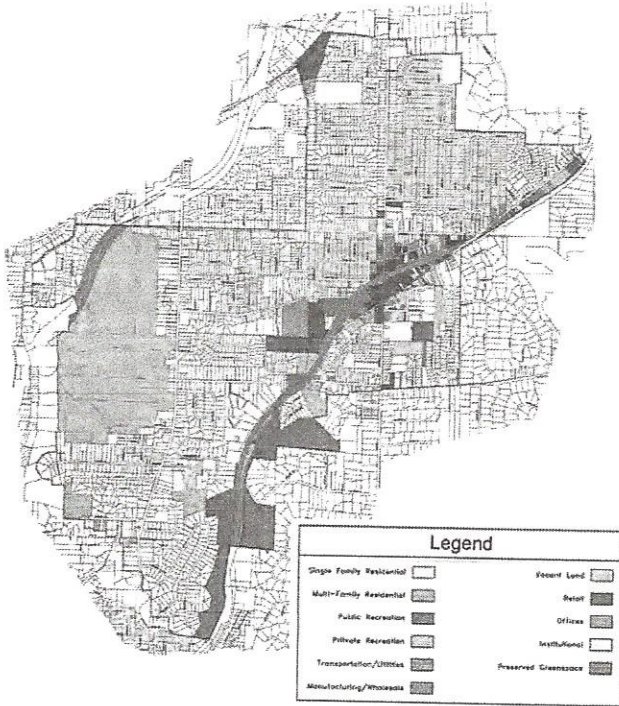 Legend
Single Family Residential
Multi-Family Residential
Public Recreation
Private Recreation
Transportation/Utilities
Manufacturing/Wholesale
Vacant Land
Retail
Offices
Institutional
Preserved Greenspace